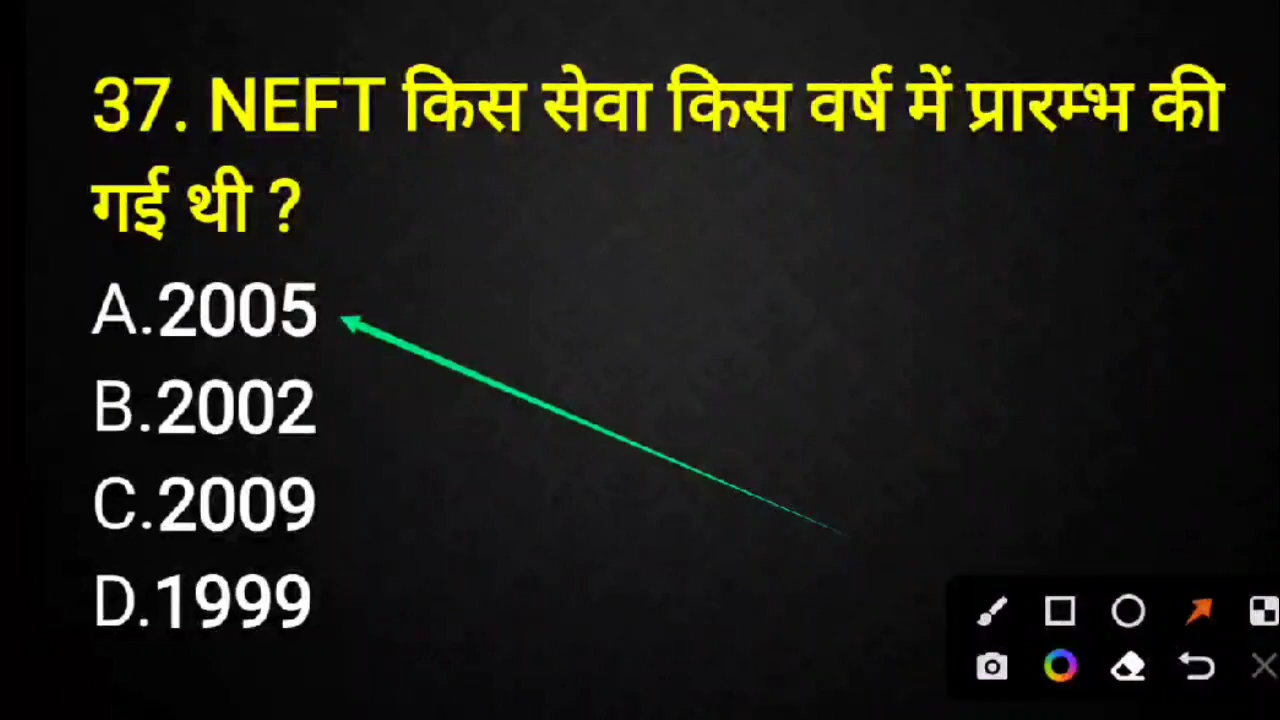 37. NEFT किस सेवा किस वर्ष में प्रारम्भ की
गई थी ?
A.2005
B.2002
C.2009
D.1999